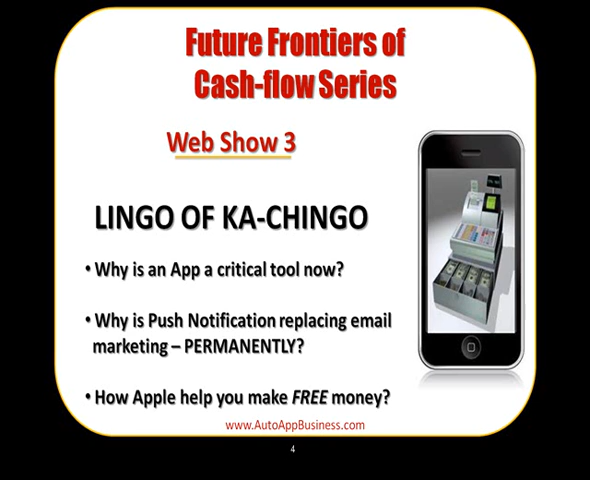 Future Frontiers of
Cash-flow Series
Web Show 3
LINGO OF KA-CHINGO
• Why is an App a critical tool now?
• Why is Push Notification replacing email
marketing – PERMANENTLY?
• How Apple help you make FREE money?
www.AutoAppBusiness.com
4